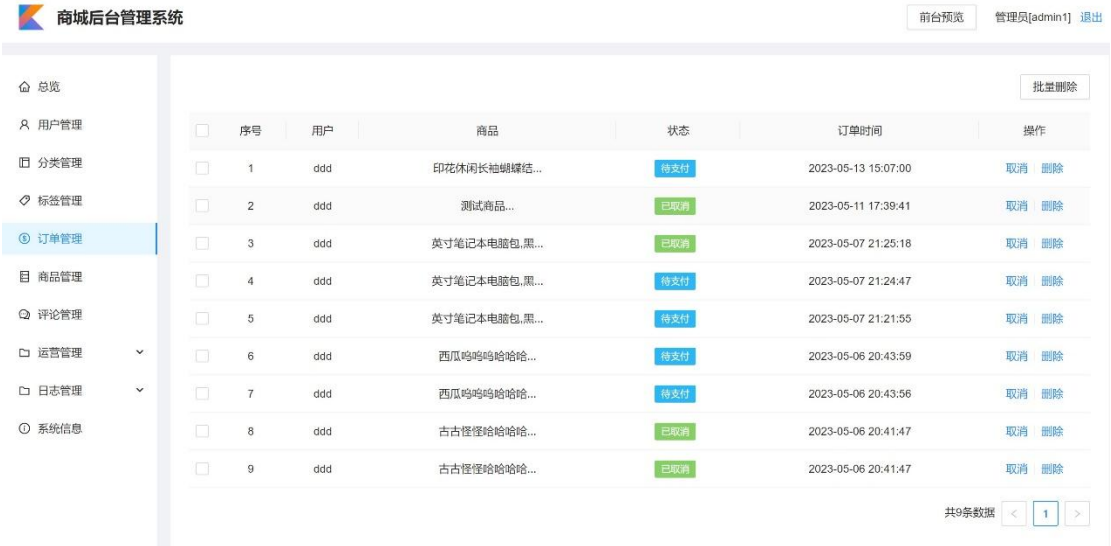 商城后台管理系统
前台预览 管理员[admin1] 退出
总览
用户管理
分类管理
标签管理
订单管理
商品管理
评论管理
运营管理
日志管理
系统信息
批量删除
序号 用户 商品 状态 订单时间 操作
1 ddd 印花休闲长袖蝴蝶结... 待支付 2023-05-13 15:07:00 取消 删除
2 ddd 测试商品... 已取消 2023-05-11 17:39:41 取消 删除
3 ddd 英寸笔记本电脑包,黑... 已取消 2023-05-07 21:25:18 取消 删除
4 ddd 英寸笔记本电脑包,黑... 待支付 2023-05-07 21:24:47 取消 删除
5 ddd 英寸笔记本电脑包,黑... 待支付 2023-05-07 21:21:55 取消 删除
6 ddd 西瓜呜呜呜哈哈哈... 待支付 2023-05-06 20:43:59 取消 删除
7 ddd 西瓜呜呜呜哈哈哈... 待支付 2023-05-06 20:43:56 取消 删除
8 ddd 古古怪怪哈哈哈哈... 已取消 2023-05-06 20:41:47 取消 删除
9 ddd 古古怪怪哈哈哈哈... 已取消 2023-05-06 20:41:47 取消 删除
共9条数据 < 1 >